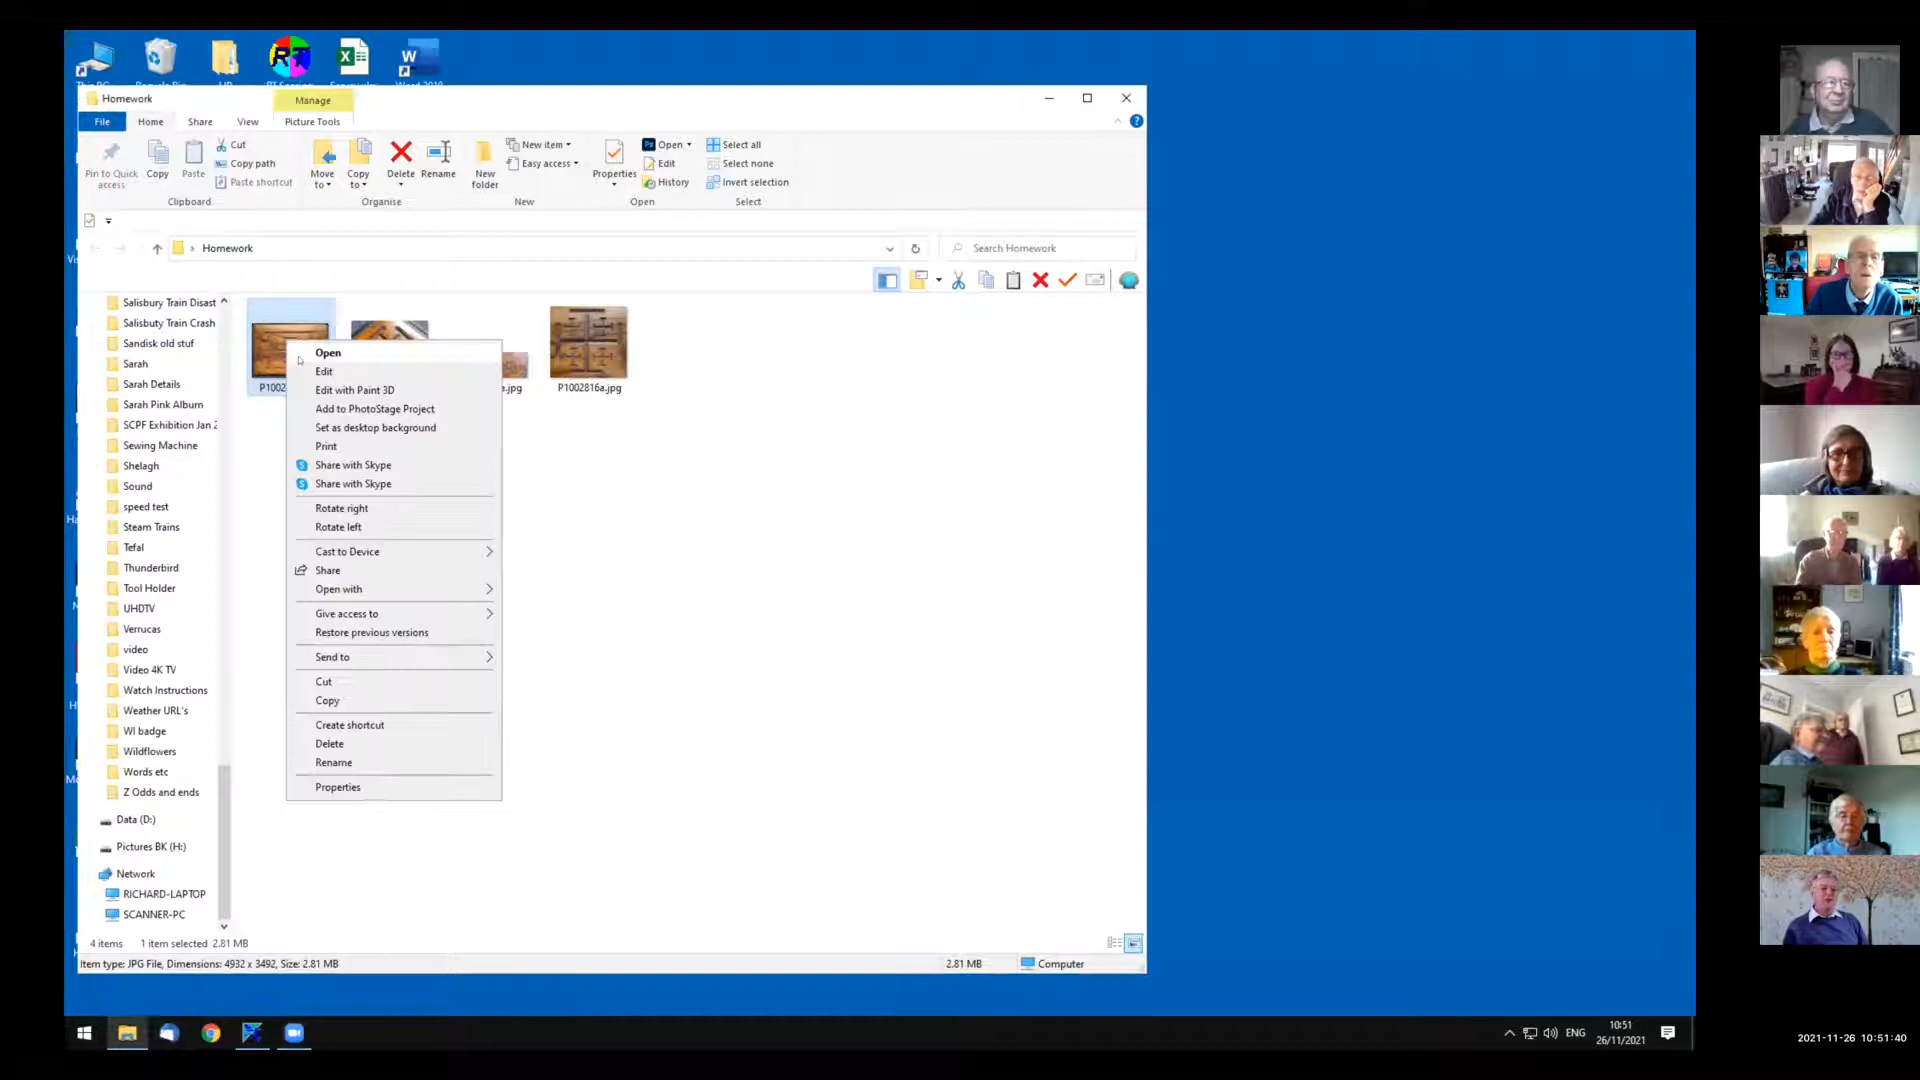 Homework
Manage
File Home Share View Picture Tools
Pin to Quick access
Copy
Paste
Cut
Copy path
Paste shortcut
Clipboard
Move to
Copy to
Delete
Rename
Organise
New folder
New item
Easy access
New
Properties
Open
Edit
History
Open
Select all
Select none
Invert selection
Select
Homework
Search Homework
Salisbury Train Disast
Salisbuty Train Crash
Sandisk old stuf
Sarah
Sarah Details
Sarah Pink Album
SCPF Exhibition Jan 2
Sewing Machine
Shelagh
Sound
speed test
Steam Trains
Tefal
Thunderbird
Tool Holder
UHDTV
Verrucas
video
Video 4K TV
Watch Instructions
Weather URL's
WI badge
Wildflowers
Words etc
Z Odds and ends
Data (D:)
Pictures BK (H:)
Network
RICHARD-LAPTOP
SCANNER-PC
P1002816a.jpg
Open
Edit
Edit with Paint 3D
Add to PhotoStage Project
Set as desktop background
Print
Share with Skype
Share with Skype
Rotate right
Rotate left
Cast to Device
Share
Open with
Give access to
Restore previous versions
Send to
Cut
Copy
Create shortcut
Delete
Rename
Properties
4 items 1 item selected 2.81 MB
Item type: JPG File, Dimensions: 4932 x 3492, Size: 2.81 MB
2.81 MB
Computer
ENG
10:51
26/11/2021
2021-11-26 10:51:40